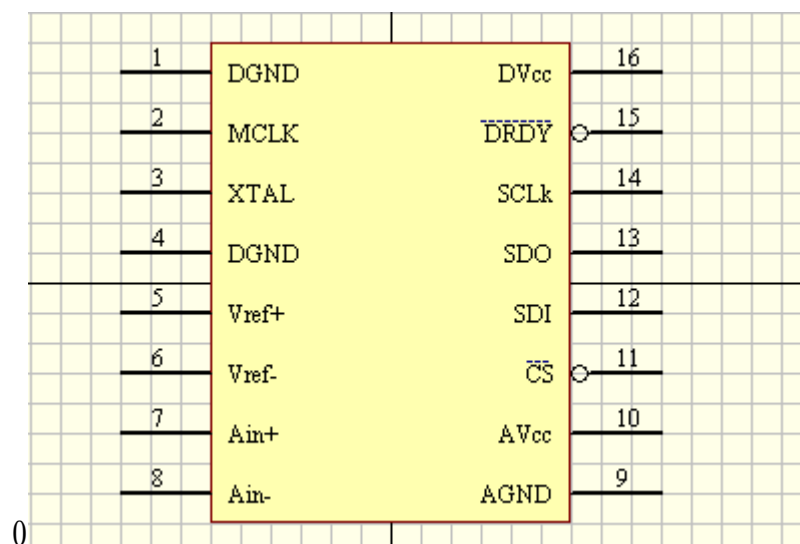 1 DGND DVcc 16
2 MCLK DRDY 15
3 XTAL SCLk 14
4 DGND SDO 13
5 Vref+ SDI 12
6 Vref- CS 11
7 Ain+ AVcc 10
8 Ain- AGND 9
0